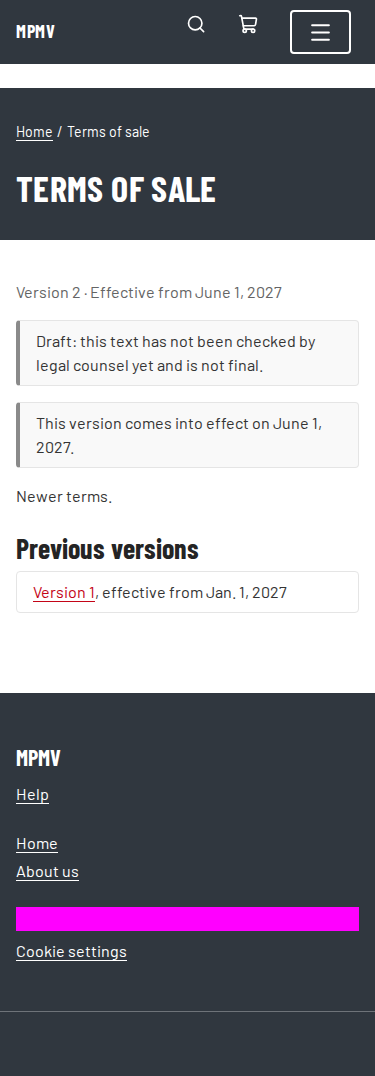 MPMV
Home / Terms of sale
TERMS OF SALE
Version 2 · Effective from June 1, 2027
Draft: this text has not been checked by
legal counsel yet and is not final.
This version comes into effect on June 1,
2027.
Newer terms.
Previous versions
Version 1, effective from Jan. 1, 2027
MPMV
Help
Home
About us
Cookie settings